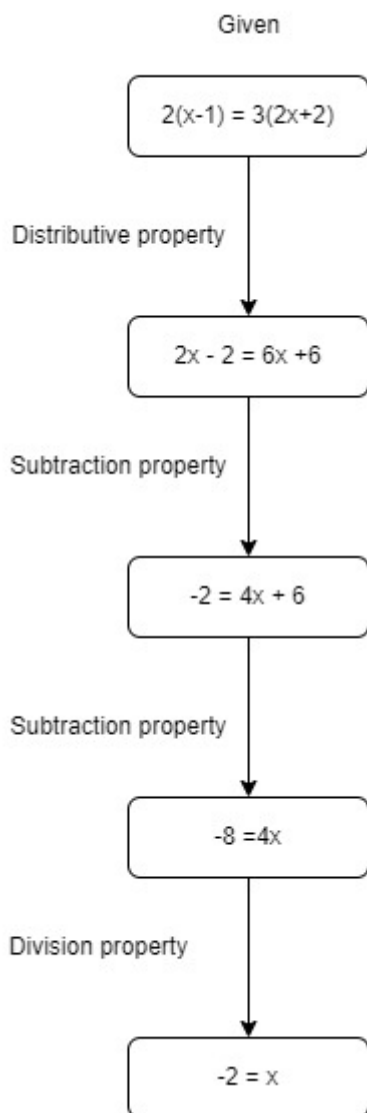 Given
2(x-1) = 3(2x+2)
Distributive property
2x - 2 = 6x +6
Subtraction property
-2 = 4x + 6
Subtraction property
-8 =4x
Division property
-2 = x